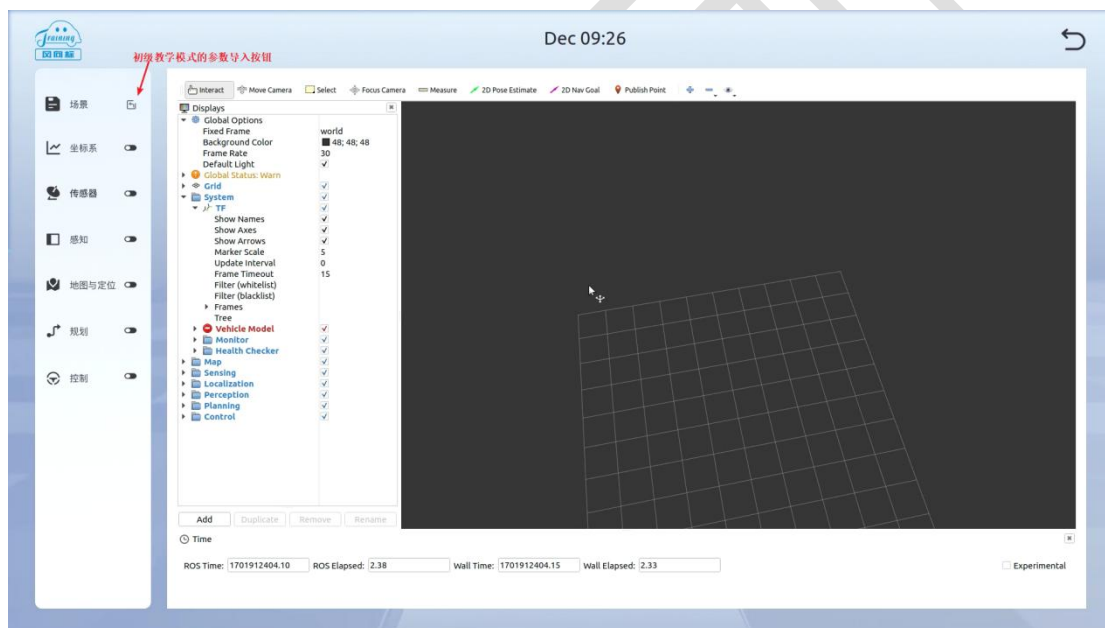 Dec 09:26
Training
初级教学模式的参数导入按钮
场景
坐标系
传感器
感知
地图与定位
规划
控制
Interact Move Camera Select Focus Camera Measure 2D Pose Estimate 2D Nav Goal Publish Point
Displays
Global Options
Fixed Frame world
Background Color 48; 48; 48
Frame Rate 30
Default Light ✓
Global Status: Warn
Grid ✓
System ✓
TF ✓
Show Names ✓
Show Axes ✓
Show Arrows ✓
Marker Scale 5
Update Interval 0
Frame Timeout 15
Filter (whitelist)
Filter (blacklist)
Frames
Tree
Vehicle Model ✓
Monitor ✓
Health Checker ✓
Map ✓
Sensing ✓
Localization ✓
Perception ✓
Planning ✓
Control ✓
Add Duplicate Remove Rename
Time
ROS Time: 1701912404.10 ROS Elapsed: 2.38 Wall Time: 1701912404.15 Wall Elapsed: 2.33 Experimental